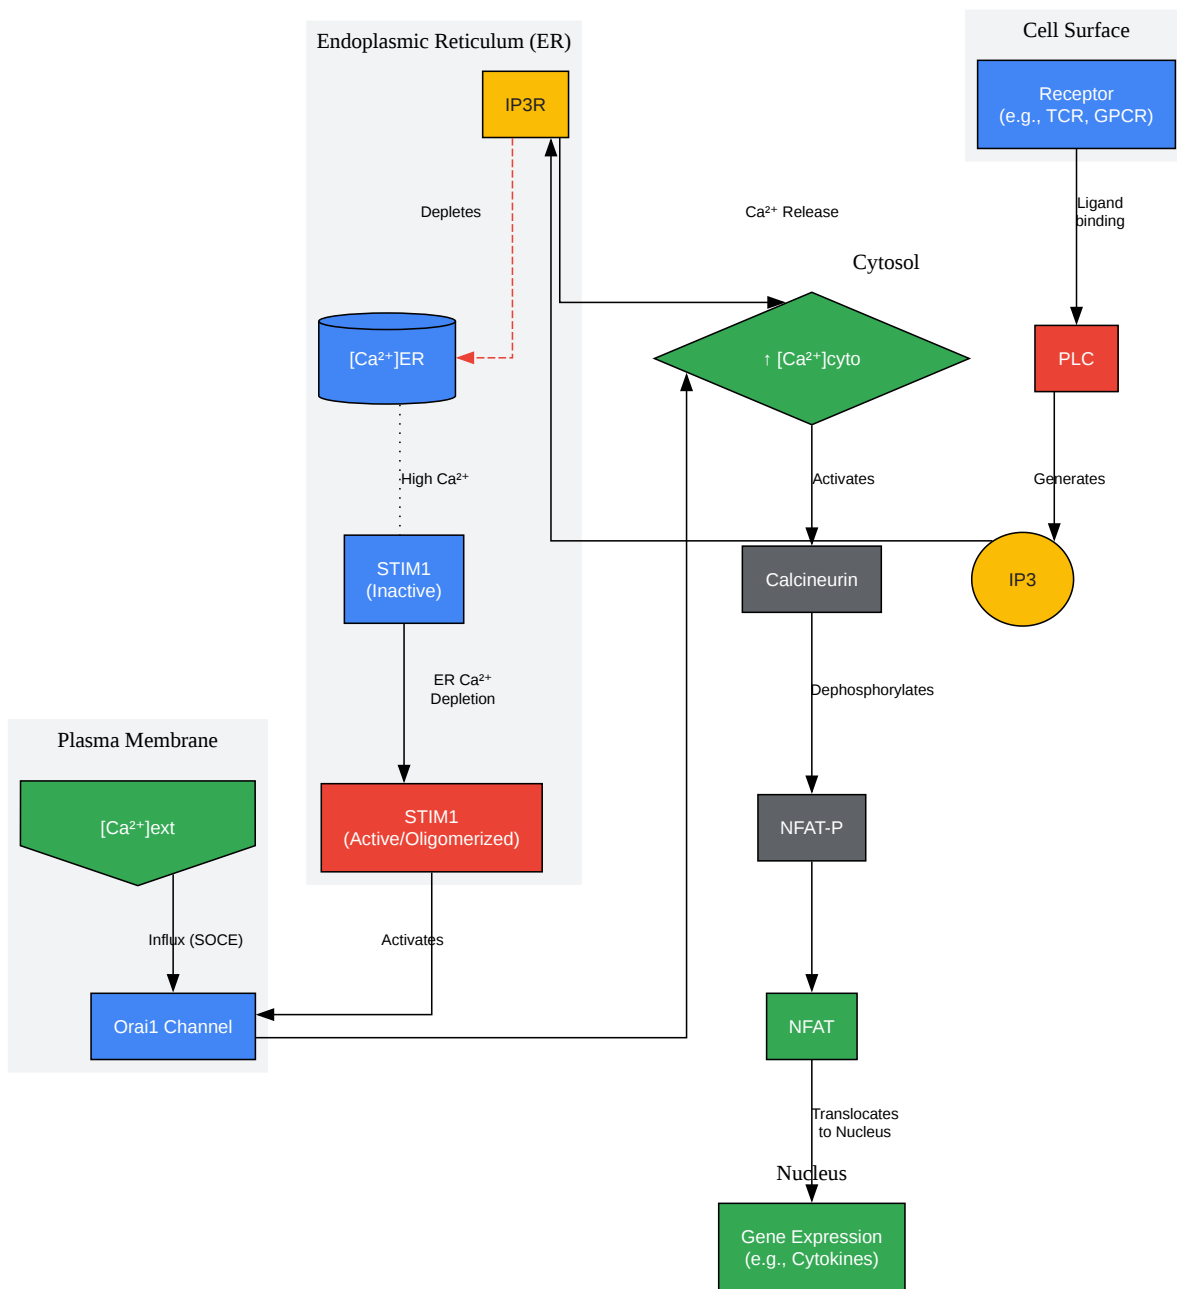 Endoplasmic Reticulum (ER)
Cell Surface
IP3R
Receptor
(e.g., TCR, GPCR)
Depletes
Ca²⁺ Release
Ligand
binding
Cytosol
[Ca²⁺]ER
↑ [Ca²⁺]cyto
PLC
High Ca²⁺
Activates
Generates
STIM1
(Inactive)
Calcineurin
IP3
ER Ca²⁺
Depletion
Dephosphorylates
Plasma Membrane
[Ca²⁺]ext
STIM1
(Active/Oligomerized)
NFAT-P
Influx (SOCE)
Activates
Orai1 Channel
NFAT
Translocates
to Nucleus
Nucleus
Gene Expression
(e.g., Cytokines)